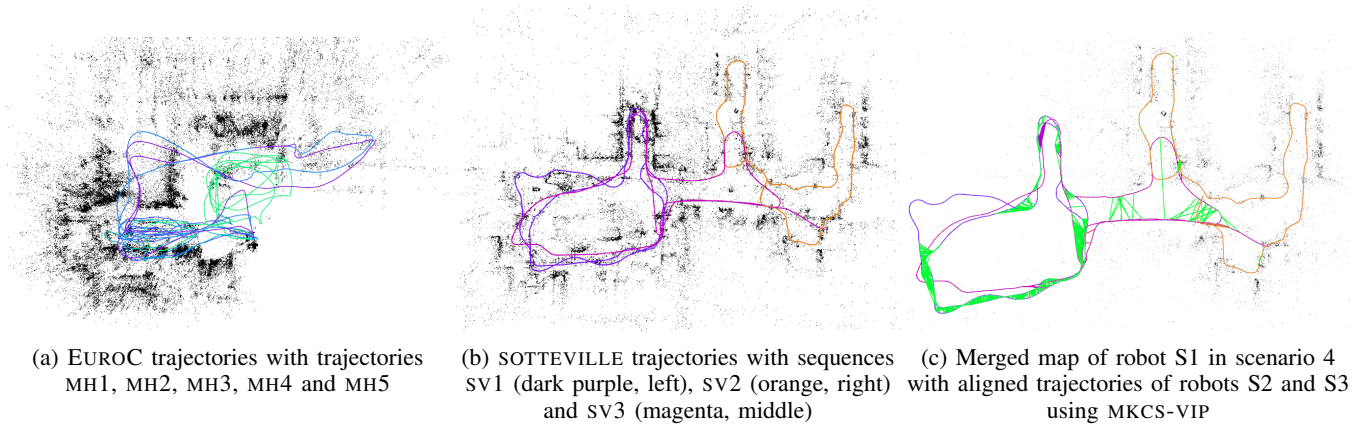 (a) EUROC trajectories with trajectories
MH1, MH2, MH3, MH4 and MH5
(b) SOTTEVILLE trajectories with sequences
SV1 (dark purple, left), SV2 (orange, right)
and SV3 (magenta, middle)
(c) Merged map of robot S1 in scenario 4
with aligned trajectories of robots S2 and S3
using MKCS-VIP